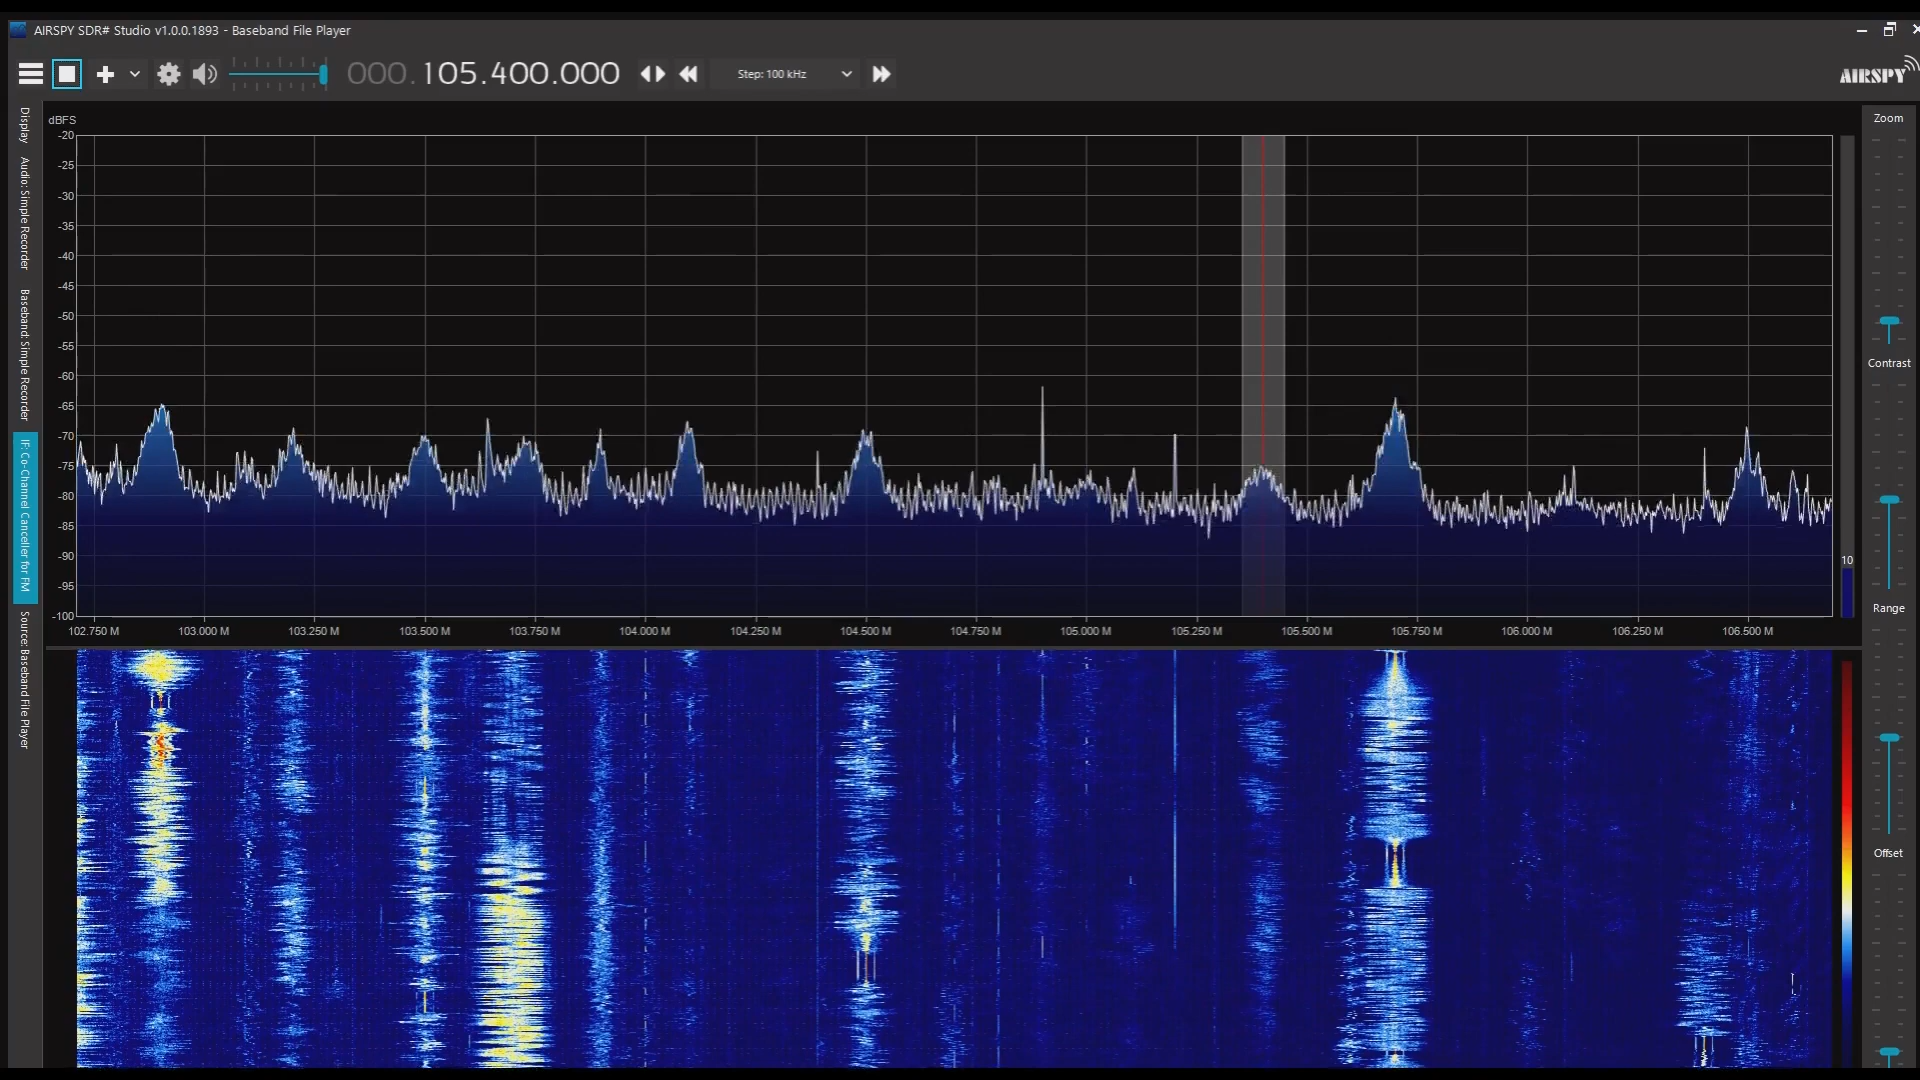 AIRSPY SDR# Studio v1.0.0.1893 - Baseband File Player
000.105.400.000
Step: 100 kHz
AIRSPY
Display
Audio: Simple Recorder
Baseband: Simple Recorder
IF: Co-Channel Canceller for FM
Source: Baseband File Player
dBFS
-20
-25
-30
-35
-40
-45
-50
-55
-60
-65
-70
-75
-80
-85
-90
-95
-100
102.750 M 103.000 M 103.250 M 103.500 M 103.750 M 104.000 M 104.250 M 104.500 M 104.750 M 105.000 M 105.250 M 105.500 M 105.750 M 106.000 M 106.250 M 106.500 M
10
Zoom
Contrast
Range
Offset